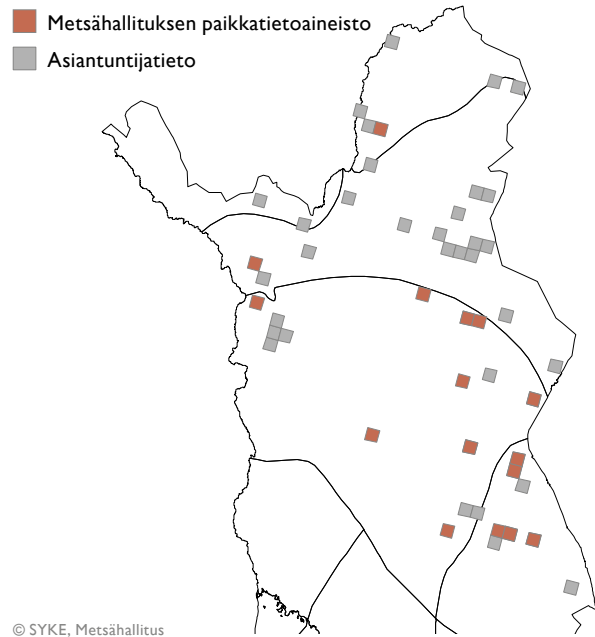 Metsähallituksen paikkatietoaineisto
Asiantuntijatieto
© SYKE, Metsähallitus